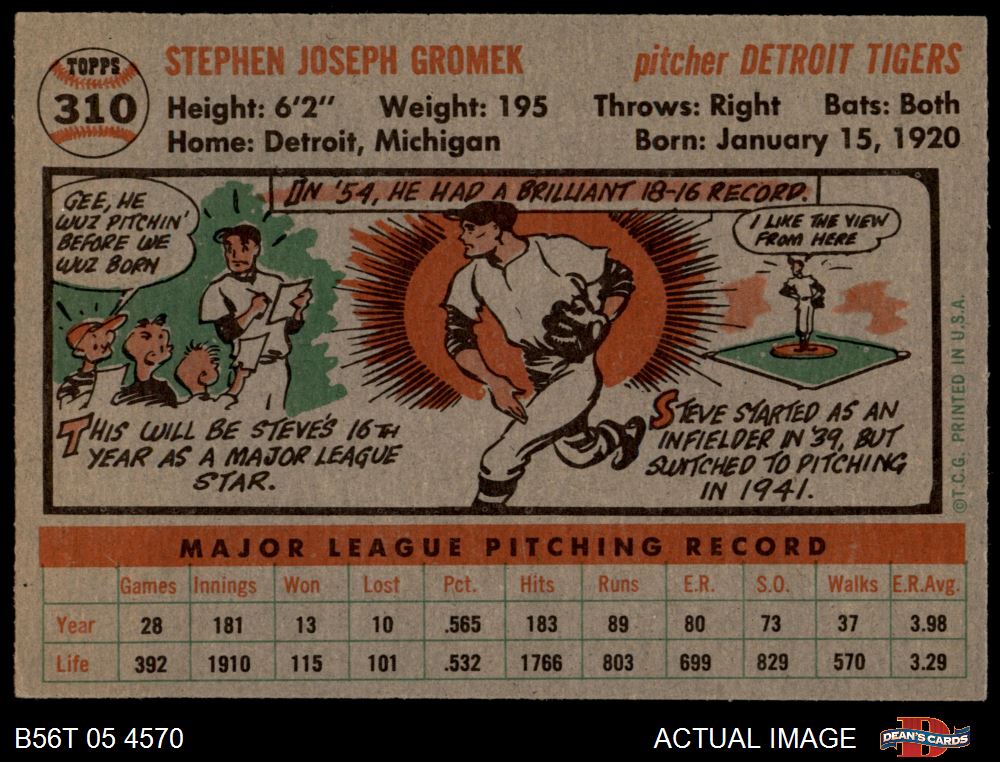 TOPPS
310
STEPHEN JOSEPH GROMEK
pitcher DETROIT TIGERS
Height: 6'2" Weight: 195 Throws: Right Bats: Both
Home: Detroit, Michigan Born: January 15, 1920
GEE, HE
WUZ PITCHIN'
BEFORE WE
WUZ BORN
IN '54, HE HAD A BRILLIANT 18-16 RECORD.
I LIKE THE VIEW
FROM HERE
THIS WILL BE STEVE'S 16TH
YEAR AS A MAJOR LEAGUE
STAR.
STEVE STARTED AS AN
INFIELDER IN '39, BUT
SWITCHED TO PITCHING
IN 1941.
©T.C.G. PRINTED IN U.S.A.
MAJOR LEAGUE PITCHING RECORD
Games Innings Won Lost Pct. Hits Runs E.R. S.O. Walks E.R.Avg.
Year 28 181 13 10 .565 183 89 80 73 37 3.98
Life 392 1910 115 101 .532 1766 803 699 829 570 3.29
B56T 05 4570
ACTUAL IMAGE
D
DEAN'S CARDS